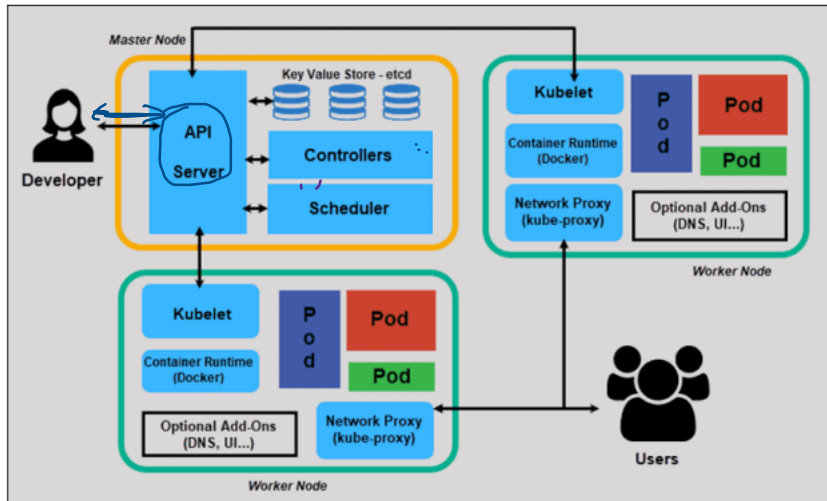 Master Node
Key Value Store - etcd
API
Server
Controllers
Scheduler
Developer
Kubelet
Container Runtime
(Docker)
Network Proxy
(kube-proxy)
P
o
d
Pod
Pod
Optional Add-Ons
(DNS, UI...)
Worker Node
Kubelet
Container Runtime
(Docker)
P
o
d
Pod
Pod
Optional Add-Ons
(DNS, UI...)
Network Proxy
(kube-proxy)
Worker Node
Users